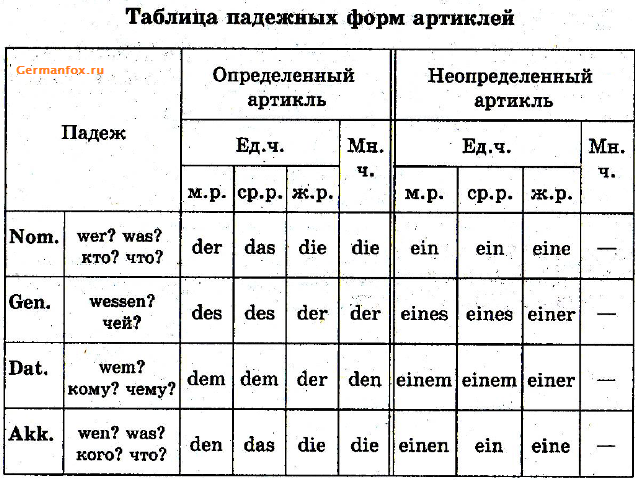 Таблица падежных форм артиклей
Germanfox.ru
Падеж
Определенный артикль
Неопределенный артикль
Ед.ч.
Мн. ч.
Ед.ч.
Мн. ч.
м.р. ср.р. ж.р. м.р. ср.р. ж.р.
Nom. wer? was? кто? что? der das die die ein ein eine —
Gen. wessen? чей? des des der der eines eines einer —
Dat. wem? кому? чему? dem dem der den einem einem einer —
Akk. wen? was? кого? что? den das die die einen ein eine —